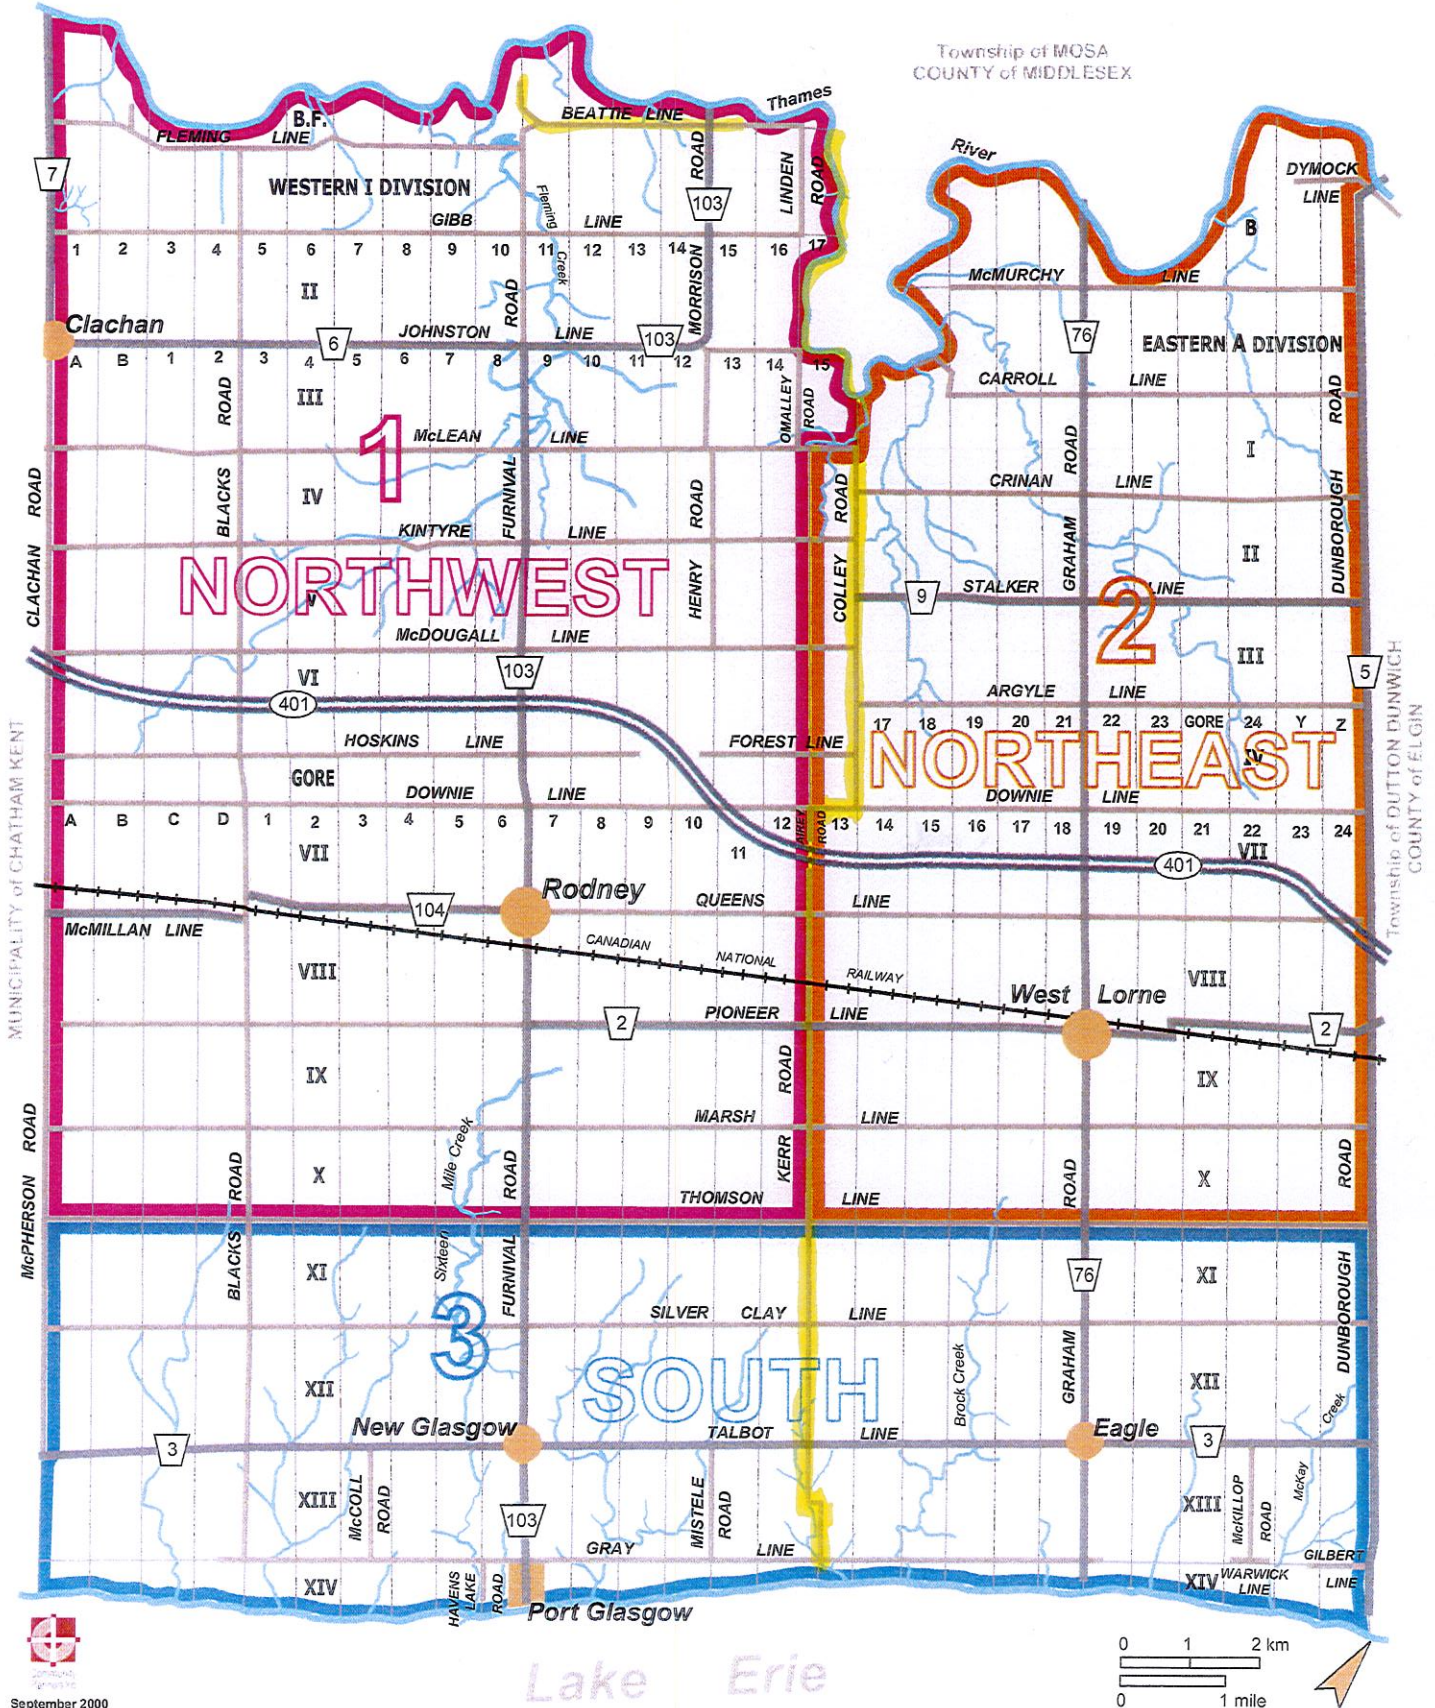 Township of MOSA
COUNTY of MIDDLESEX
Thames
River
BEATTIE LINE
B.F.
FLEMING LINE
7
WESTERN I DIVISION
ROAD
LINDEN
ROAD
DYMOCK
LINE
103
Fleming
Creek
GIBB LINE
B
1 2 3 4 5 6 7 8 9 10 11 12 13 14 15 16 17
MORRISON
McMURCHY LINE
II
ROAD
Clachan
6
JOHNSTON LINE
103
76
EASTERN A DIVISION
A B 1 2 3 4 5 6 7 8 9 10 11 12 13 14 15
CARROLL LINE
III
ROAD
OMALLEY
ROAD
ROAD
1
McLEAN LINE
ROAD
I
CRINAN LINE
ROAD
CLACHAN
BLACKS
IV
FURNIVAL
ROAD
ROAD
KINTYRE LINE
GRAHAM
II
DUNBOROUGH
NORTHWEST
V
HENRY
COLLEY
9
STALKER LINE
2
McDOUGALL LINE
III
VI
103
5
401
ARGYLE LINE
17 18 19 20 21 22 23 GORE 24 Y Z
HOSKINS LINE
FOREST LINE
NORTHEAST
IV
GORE
DOWNIE LINE
DOWNIE LINE
A B C D 1 2 3 4 5 6 7 8 9 10 11 12 13 14 15 16 17 18 19 20 21 22 23 24
AIREY
ROAD
VII
VII
401
MUNICIPALITY of CHATHAM KENT
Township of DUTTON DUNWICH
COUNTY of ELGIN
Rodney
104
QUEENS LINE
McMILLAN LINE
CANADIAN NATIONAL RAILWAY
VIII
VIII
West Lorne
2
PIONEER LINE
2
IX
ROAD
IX
MARSH LINE
ROAD
McPHERSON
Mile Creek
Sixteen
X
KERR
X
ROAD
ROAD
ROAD
ROAD
THOMSON LINE
BLACKS
XI
FURNIVAL
76
XI
3
SILVER CLAY LINE
DUNBOROUGH
SOUTH
XII
Brock Creek
GRAHAM
XII
Creek
McKay
New Glasgow
TALBOT LINE
Eagle
3
3
XIII
McCOLL
ROAD
103
MISTELE
ROAD
XIII
McKILLOP
ROAD
GRAY LINE
GILBERT
LINE
XIV
HAVENS
LAKE
ROAD
XIV
WARWICK
LINE
Port Glasgow
Lake Erie
0 1 2 km
0 1 mile
September 2000